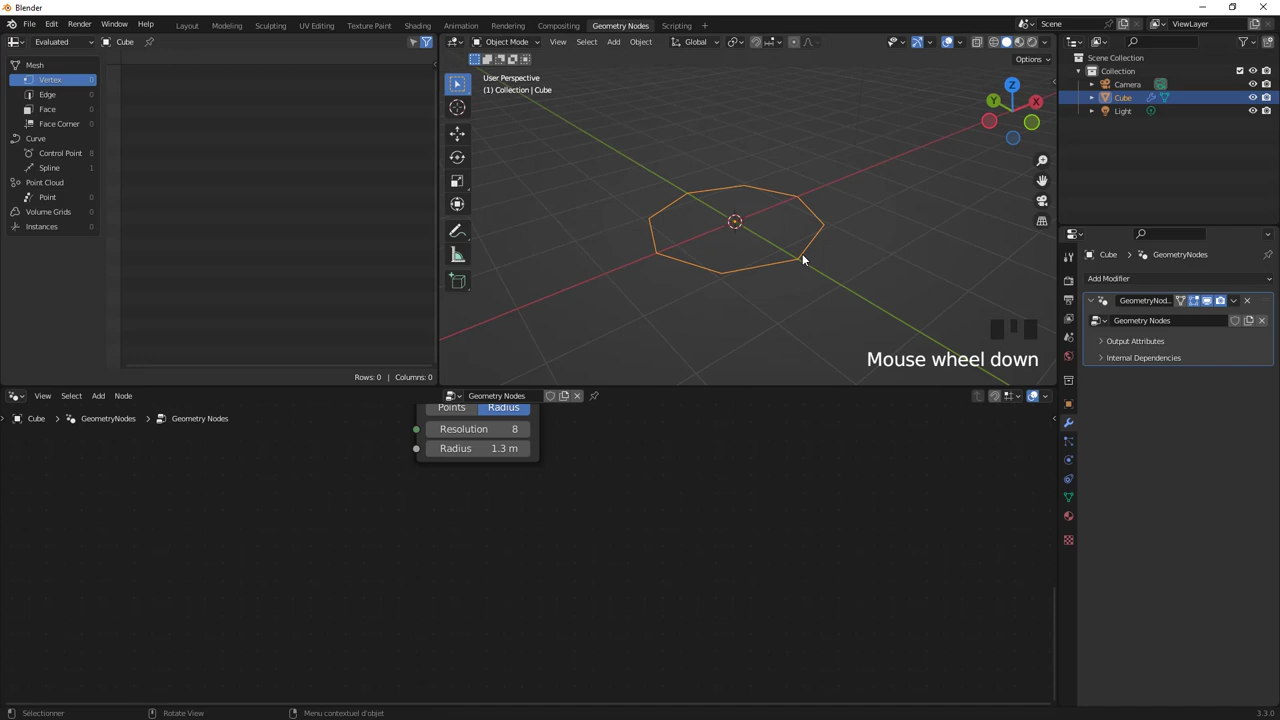 Blender
File Edit Render Window Help Layout Modeling Sculpting UV Editing Texture Paint Shading Animation Rendering Compositing Geometry Nodes Scripting + Scene ViewLayer
Evaluated Cube
Object Mode View Select Add Object Global
Options
Mesh
Vertex 0
Edge 0
Face 0
Face Corner 0
Curve
Control Point 8
Spline 1
Point Cloud
Point 0
Volume Grids
Instances 0
Rows: 0 | Columns: 0
User Perspective
(1) Collection | Cube
Z
Y
X
Mouse wheel down
Scene Collection
Collection
Camera
Cube
Light
Cube GeometryNodes
Add Modifier
GeometryNod..
Geometry Nodes
Output Attributes
Internal Dependencies
View Select Add Node Geometry Nodes
Cube GeometryNodes Geometry Nodes
Points Radius
Resolution 8
Radius 1.3 m
Sélectionner Rotate View Menu contextuel d'objet 3.3.0